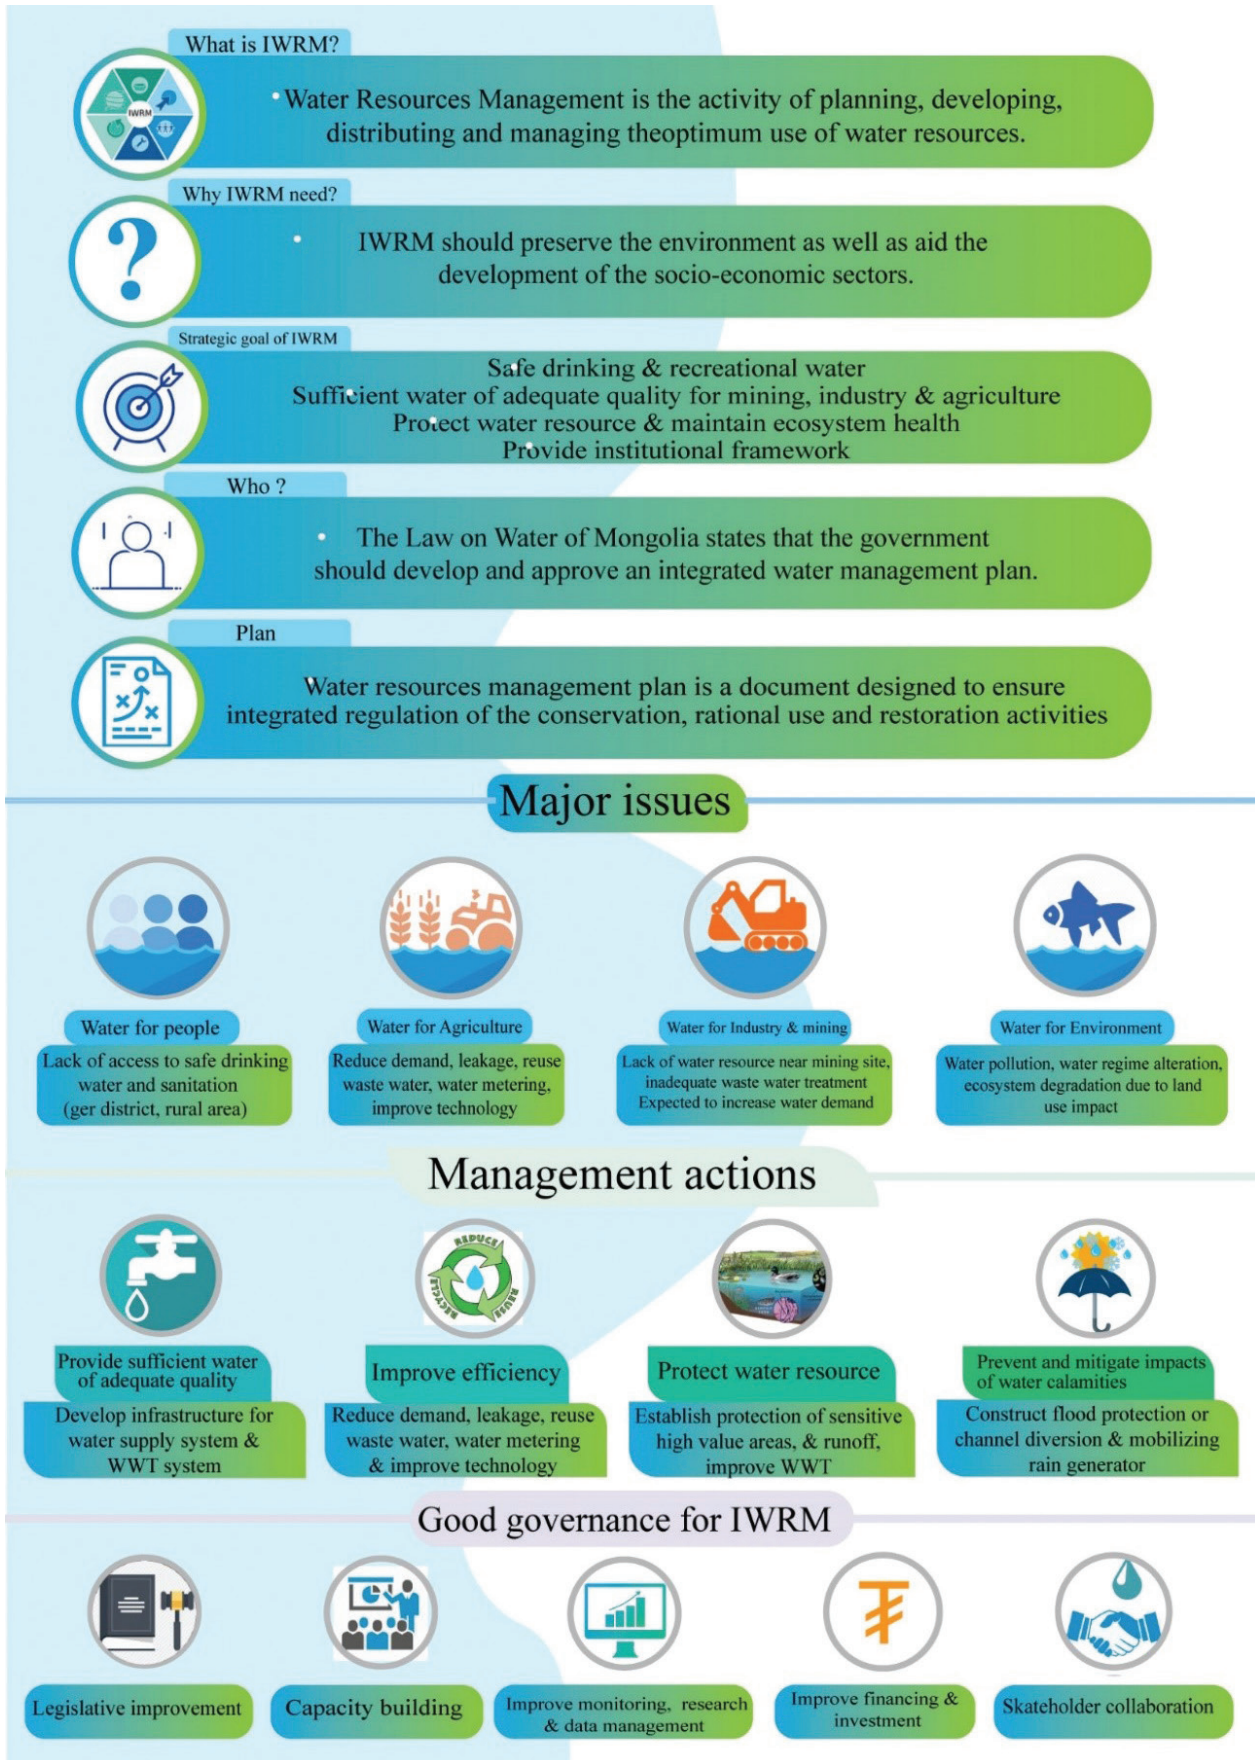 What is IWRM?
IWRM
Water Resources Management is the activity of planning, developing,
distributing and managing theoptimum use of water resources.
Why IWRM need?
?
IWRM should preserve the environment as well as aid the
development of the socio-economic sectors.
Strategic goal of IWRM
Safe drinking & recreational water
Sufficient water of adequate quality for mining, industry & agriculture
Protect water resource & maintain ecosystem health
Provide institutional framework
Who ?
The Law on Water of Mongolia states that the government
should develop and approve an integrated water management plan.
Plan
Water resources management plan is a document designed to ensure
integrated regulation of the conservation, rational use and restoration activities
Major issues
Water for people
Lack of access to safe drinking
water and sanitation
(ger district, rural area)
Water for Agriculture
Reduce demand, leakage, reuse
waste water, water metering,
improve technology
Water for Industry & mining
Lack of water resource near mining site,
inadequate waste water treatment
Expected to increase water demand
Water for Environment
Water pollution, water regime alteration,
ecosystem degradation due to land
use impact
Management actions
REDUCE
REUSE
RECYCLE
Provide sufficient water
of adequate quality
Develop infrastructure for
water supply system &
WWT system
Improve efficiency
Reduce demand, leakage, reuse
waste water, water metering
& improve technology
Protect water resource
Establish protection of sensitive
high value areas, & runoff,
improve WWT
Prevent and mitigate impacts
of water calamities
Construct flood protection or
channel diversion & mobilizing
rain generator
Good governance for IWRM
₮
Legislative improvement
Capacity building
Improve monitoring, research
& data management
Improve financing &
investment
Skateholder collaboration